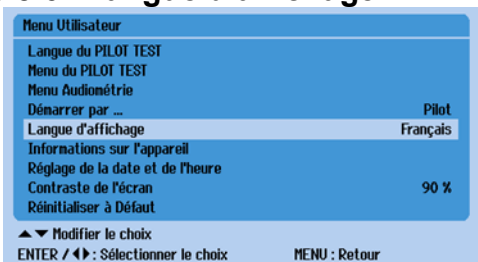 Menu Utilisateur
Langue du PILOT TEST
Menu du PILOT TEST
Menu Audiométrie
Démarrer par ... Pilot
Langue d'affichage Français
Informations sur l'appareil
Réglage de la date et de l'heure
Contraste de l'écran 90 %
Réinitialiser à Défaut
▲▼ Modifier le choix
ENTER / ◀▶ : Sélectionner le choix MENU : Retour